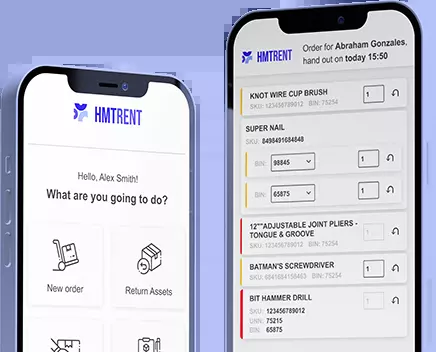 HMTRENT
Hello, Alex Smith!
What are you going to do?
New order
Return Assets
HMTRENT
Order for Abraham Gonzales,
hand out on today 15:50
KNOT WIRE CUP BRUSH
SKU: 123456789012 BIN: 75254
1
SUPER NAIL
SKU: 8498491684848
BIN: 98845
1
BIN: 65875
1
12""ADJUSTABLE JOINT PLIERS -
TONGUE & GROOVE
SKU: 123456789012 BIN: 75254
1
BATMAN'S SCREWDRIVER
SKU: 6841684158463 BIN: 75254
1
BIT HAMMER DRILL
SKU: 123456789012
UNN: 75215
BIN: 65875